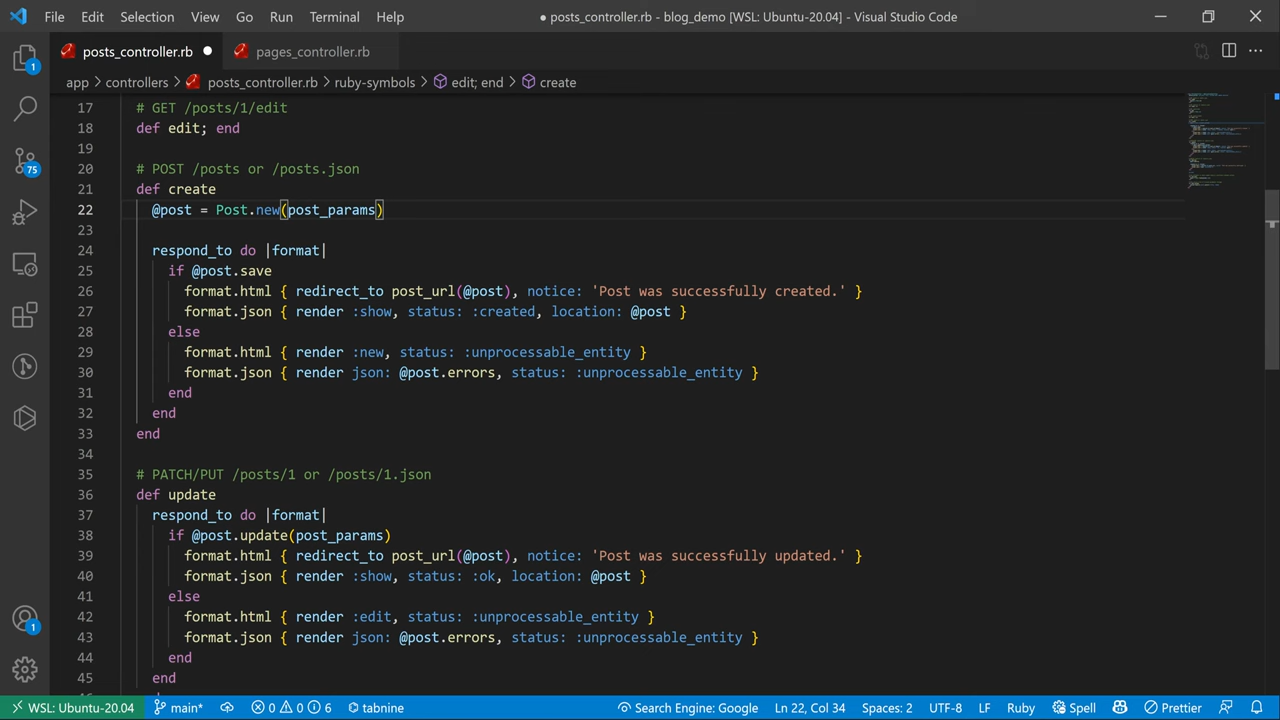 File Edit Selection View Go Run Terminal Help
● posts_controller.rb - blog_demo [WSL: Ubuntu-20.04] - Visual Studio Code
posts_controller.rb ● pages_controller.rb
app > controllers > posts_controller.rb > ruby-symbols > edit; end > create
17 # GET /posts/1/edit
18 def edit; end
19
20 # POST /posts or /posts.json
21 def create
22 @post = Post.new(post_params)
23
24 respond_to do |format|
25 if @post.save
26 format.html { redirect_to post_url(@post), notice: 'Post was successfully created.' }
27 format.json { render :show, status: :created, location: @post }
28 else
29 format.html { render :new, status: :unprocessable_entity }
30 format.json { render json: @post.errors, status: :unprocessable_entity }
31 end
32 end
33 end
34
35 # PATCH/PUT /posts/1 or /posts/1.json
36 def update
37 respond_to do |format|
38 if @post.update(post_params)
39 format.html { redirect_to post_url(@post), notice: 'Post was successfully updated.' }
40 format.json { render :show, status: :ok, location: @post }
41 else
42 format.html { render :edit, status: :unprocessable_entity }
43 format.json { render json: @post.errors, status: :unprocessable_entity }
44 end
45 end
1
75
1
WSL: Ubuntu-20.04 main* 0 0 6 tabnine Search Engine: Google Ln 22, Col 34 Spaces: 2 UTF-8 LF Ruby Spell Prettier